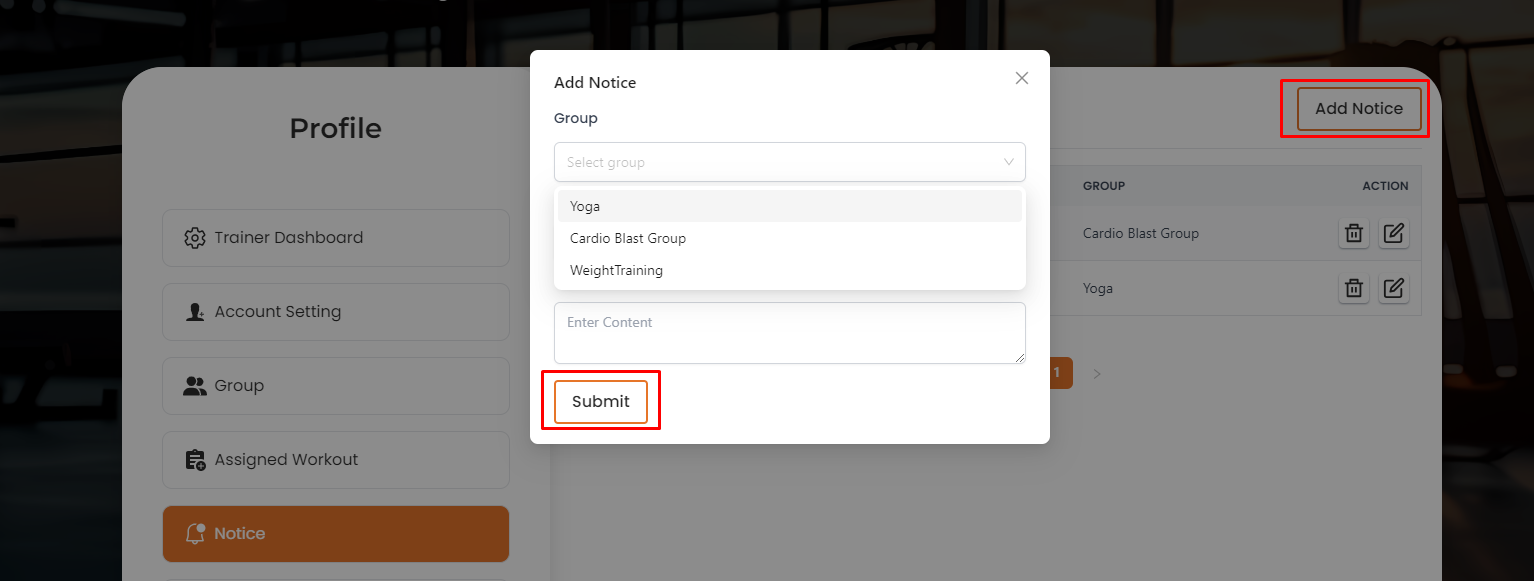 Profile
Trainer Dashboard
Account Setting
Group
Assigned Workout
Notice
Add Notice
Group
Select group
Yoga
Cardio Blast Group
WeightTraining
Enter Content
Submit
Add Notice
GROUP ACTION
Cardio Blast Group
Yoga
1